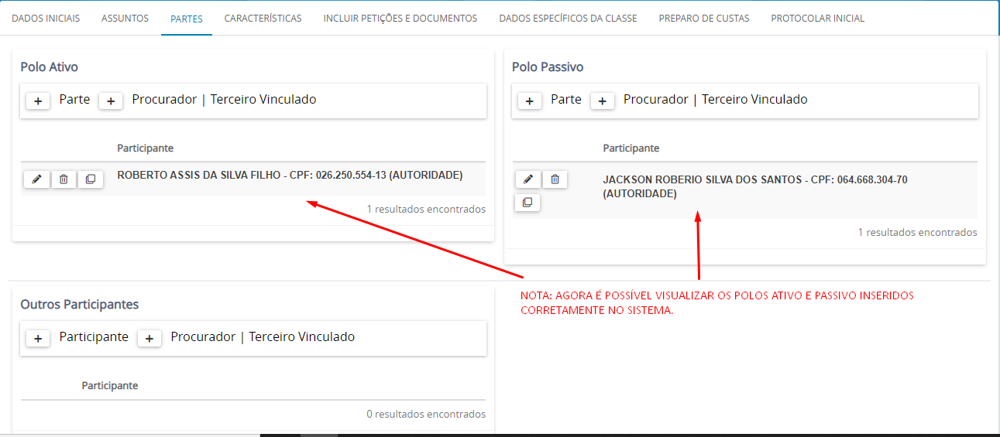 DADOS INICIAIS ASSUNTOS PARTES CARACTERÍSTICAS INCLUIR PETIÇÕES E DOCUMENTOS DADOS ESPECÍFICOS DA CLASSE PREPARO DE CUSTAS PROTOCOLAR INICIAL
Polo Ativo
+ Parte + Procurador | Terceiro Vinculado
Participante
ROBERTO ASSIS DA SILVA FILHO - CPF: 026.250.554-13 (AUTORIDADE)
1 resultados encontrados
Polo Passivo
+ Parte + Procurador | Terceiro Vinculado
Participante
JACKSON ROBERIO SILVA DOS SANTOS - CPF: 064.668.304-70
(AUTORIDADE)
1 resultados encontrados
NOTA: AGORA É POSSÍVEL VISUALIZAR OS POLOS ATIVO E PASSIVO INSERIDOS
CORRETAMENTE NO SISTEMA.
Outros Participantes
+ Participante + Procurador | Terceiro Vinculado
Participante
0 resultados encontrados